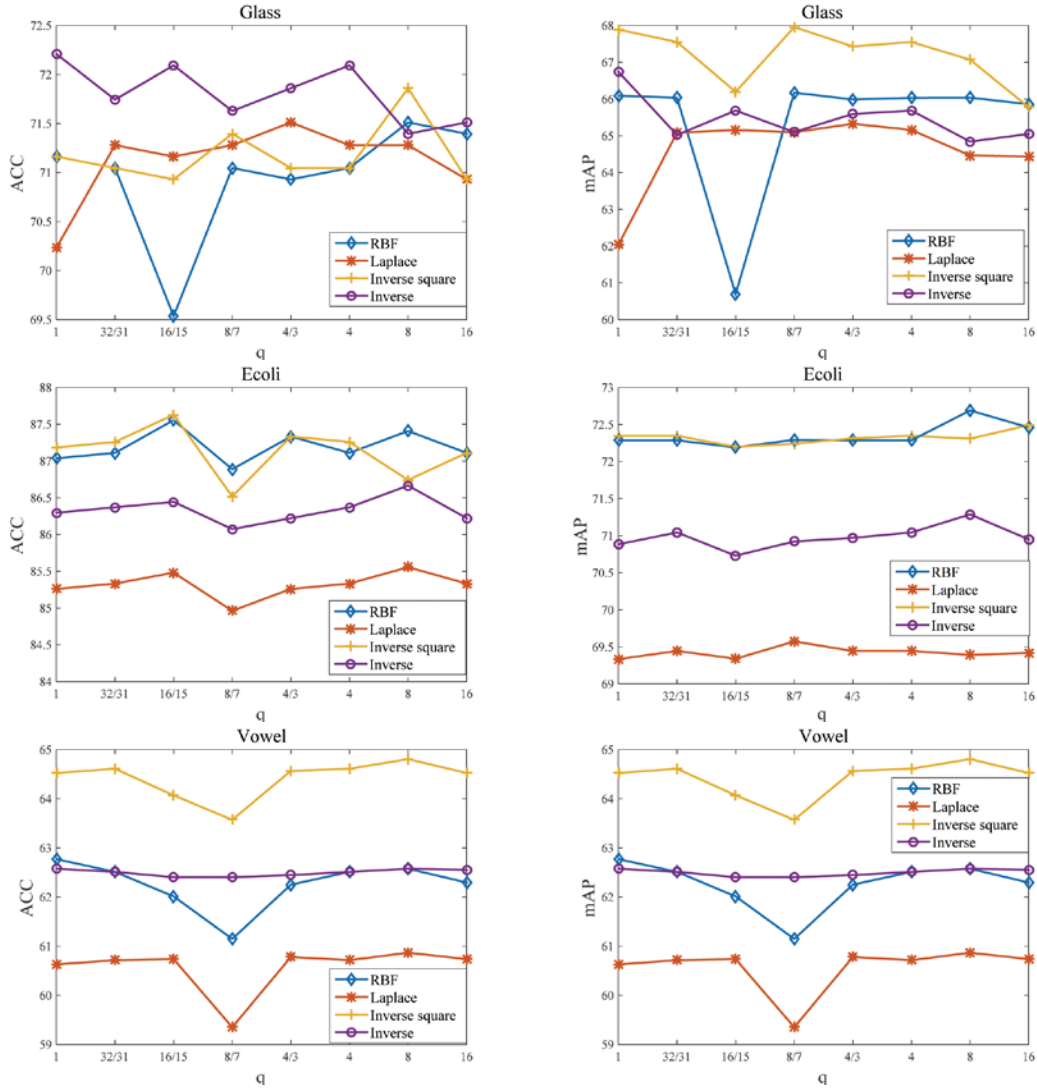 Glass
72.5
72
71.5
71
70.5
70
69.5
ACC
RBF
Laplace
Inverse square
Inverse
1 32/31 16/15 8/7 4/3 4 8 16
q
Glass
68
67
66
65
64
63
62
61
60
mAP
RBF
Laplace
Inverse square
Inverse
1 32/31 16/15 8/7 4/3 4 8 16
q
Ecoli
88
87.5
87
86.5
86
85.5
85
84.5
84
ACC
RBF
Laplace
Inverse square
Inverse
1 32/31 16/15 8/7 4/3 4 8 16
q
Ecoli
73
72.5
72
71.5
71
70.5
70
69.5
69
mAP
RBF
Laplace
Inverse square
Inverse
1 32/31 16/15 8/7 4/3 4 8 16
q
Vowel
65
64
63
62
61
60
59
ACC
RBF
Laplace
Inverse square
Inverse
1 32/31 16/15 8/7 4/3 4 8 16
q
Vowel
65
64
63
62
61
60
59
mAP
RBF
Laplace
Inverse square
Inverse
1 32/31 16/15 8/7 4/3 4 8 16
q